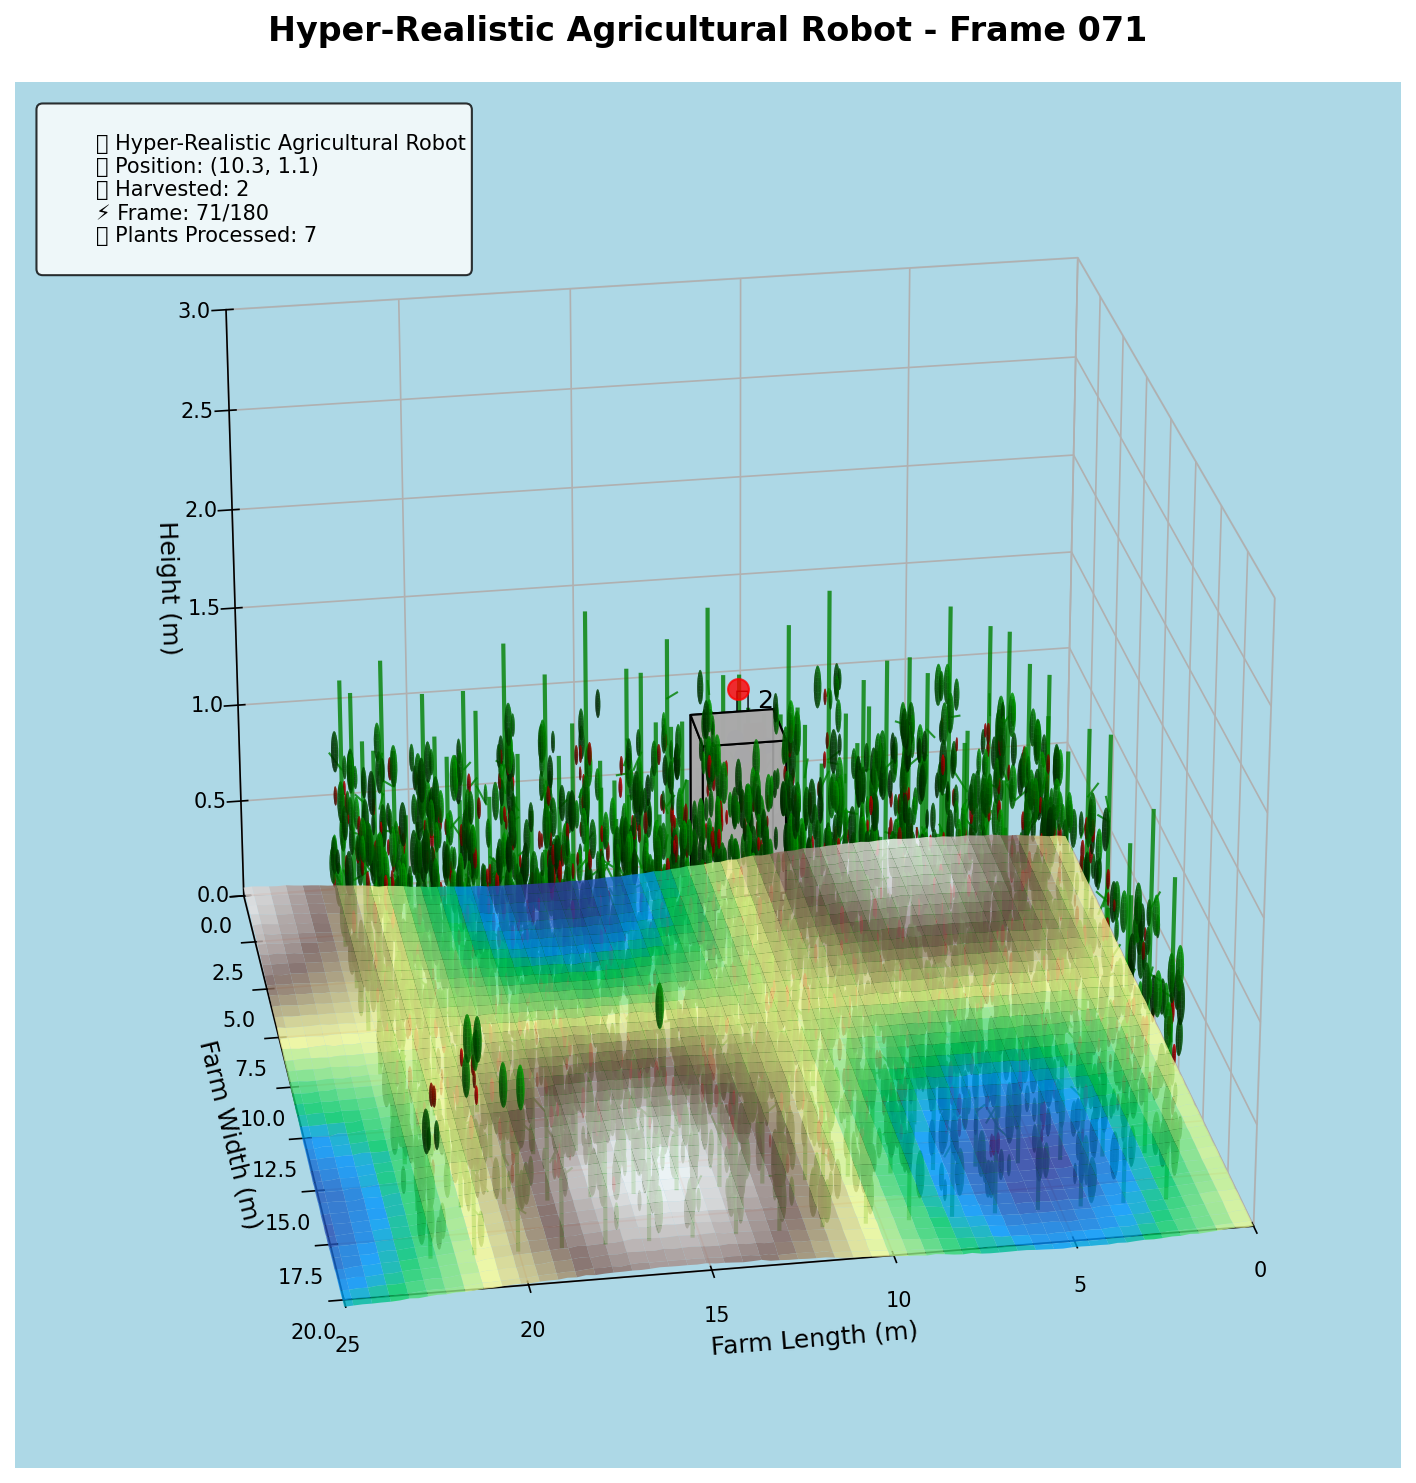 Hyper-Realistic Agricultural Robot - Frame 071
Hyper-Realistic Agricultural Robot
Position: (10.3, 1.1)
Harvested: 2
⚡ Frame: 71/180
Plants Processed: 7
3.0
2.5
2.0
1.5
1.0
0.5
0.0
Height (m)
2
0.0
2.5
5.0
7.5
10.0
12.5
15.0
17.5
20.0
Farm Width (m)
25
20
15
10
5
0
Farm Length (m)